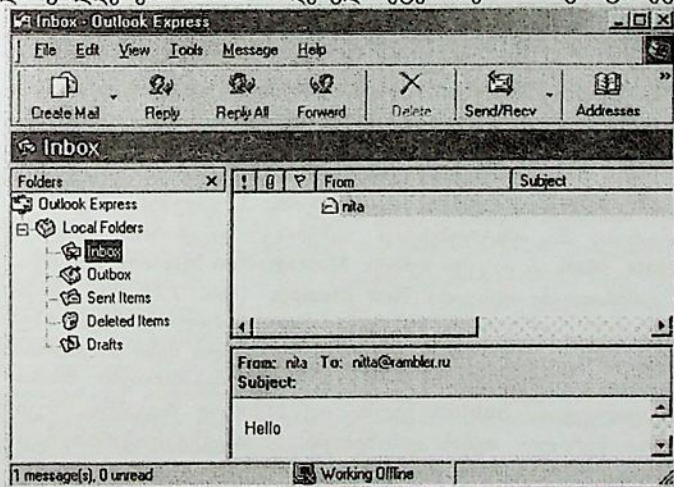 Inbox - Outlook Express
File Edit View Tools Message Help
Create Mail Reply Reply All Forward Delete Send/Recv Addresses »
Inbox
Folders × ! From Subject
Outlook Express
nita
Local Folders
Inbox
Outbox
Sent Items
Deleted Items
Drafts
From: nita To: nitta@rambler.ru
Subject:
Hello
1 message(s), 0 unread Working Offline